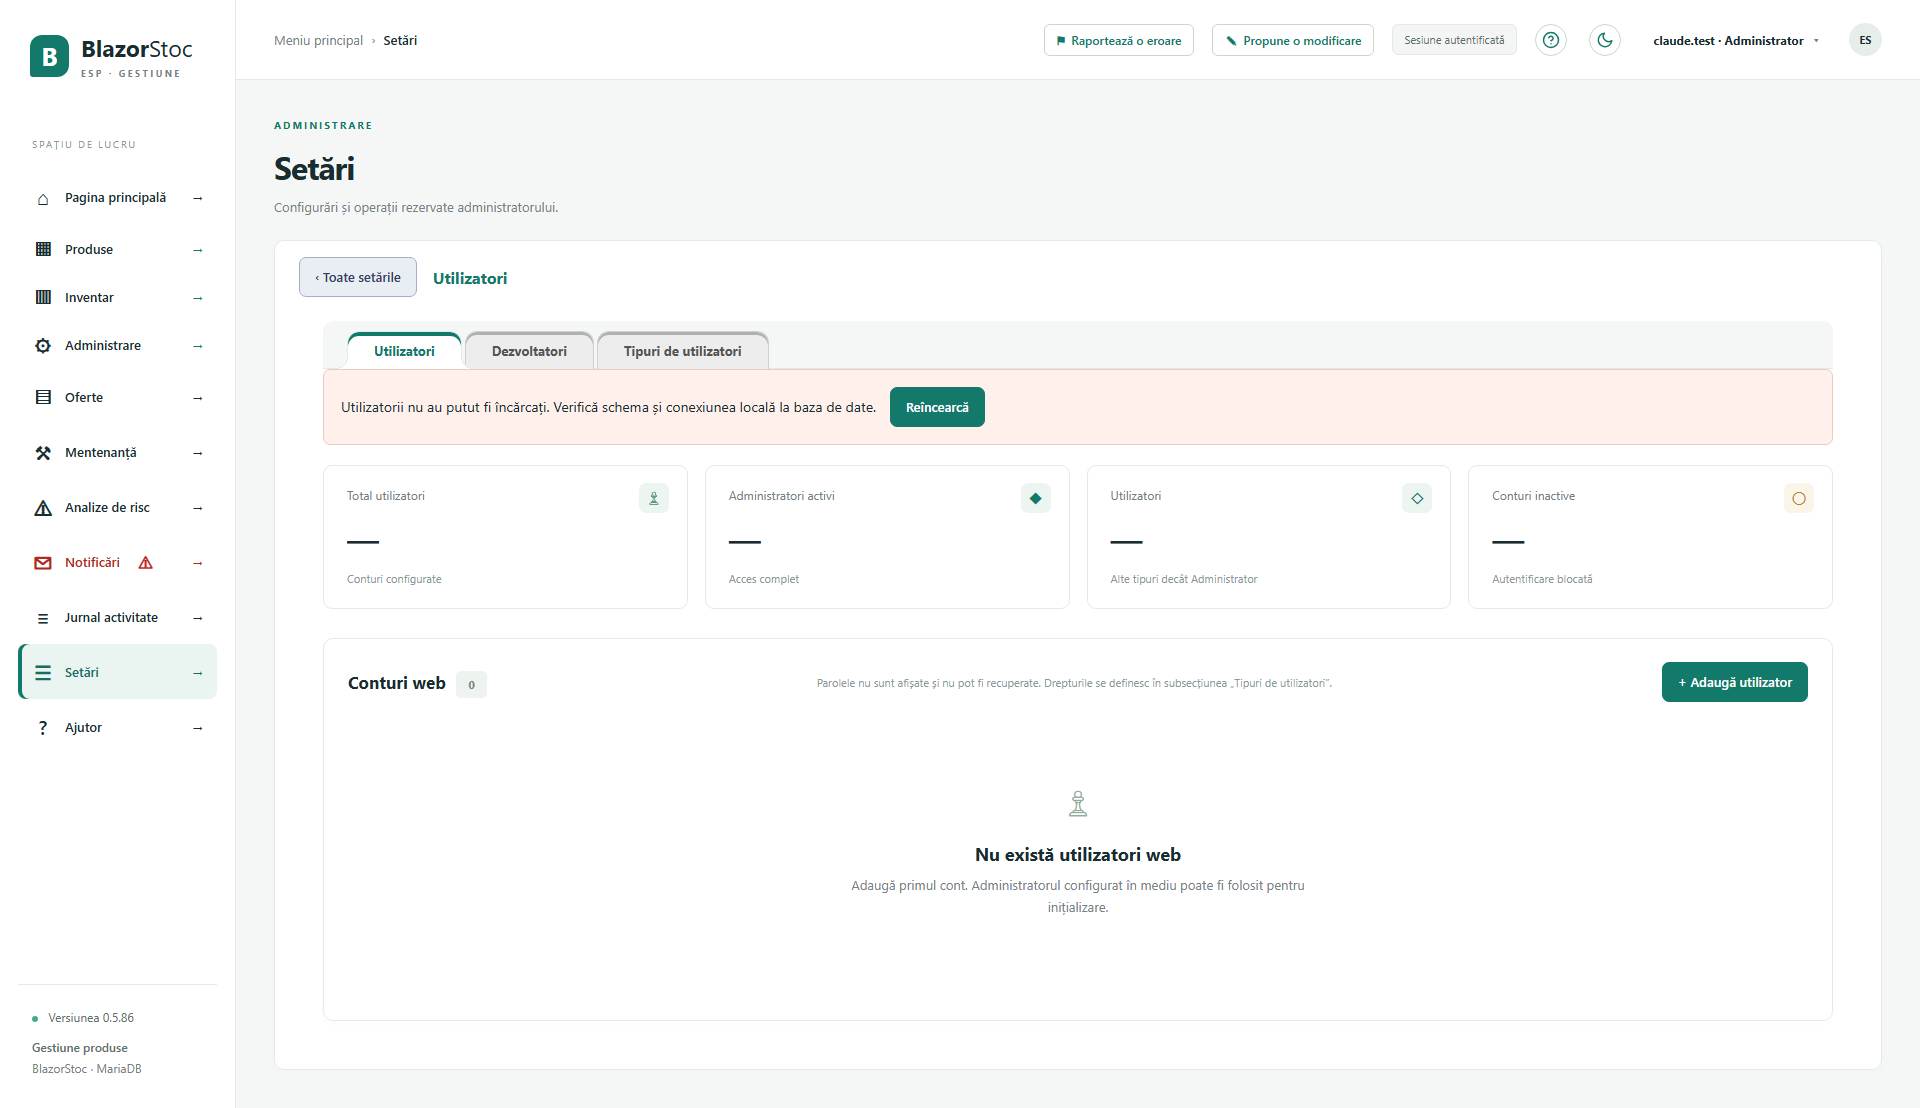 B
BlazorStoc
ESP · GESTIUNE
SPAȚIU DE LUCRU
Pagina principală →
Produse →
Inventar →
Administrare →
Oferte →
Mentenanță →
Analize de risc →
Notificări →
Jurnal activitate →
Setări →
? Ajutor →
Versiunea 0.5.86
Gestiune produse
BlazorStoc · MariaDB
Meniu principal › Setări
Raportează o eroare
Propune o modificare
Sesiune autentificată
claude.test · Administrator
ES
ADMINISTRARE
Setări
Configurări și operații rezervate administratorului.
‹ Toate setările
Utilizatori
Utilizatori
Dezvoltatori
Tipuri de utilizatori
Utilizatorii nu au putut fi încărcați. Verifică schema și conexiunea locală la baza de date.
Reîncearcă
Total utilizatori
—
Conturi configurate
Administratori activi
—
Acces complet
Utilizatori
—
Alte tipuri decât Administrator
Conturi inactive
—
Autentificare blocată
Conturi web 0
Parolele nu sunt afișate și nu pot fi recuperate. Drepturile se definesc în subsecțiunea „Tipuri de utilizatori”.
+ Adaugă utilizator
Nu există utilizatori web
Adaugă primul cont. Administratorul configurat în mediu poate fi folosit pentru
inițializare.